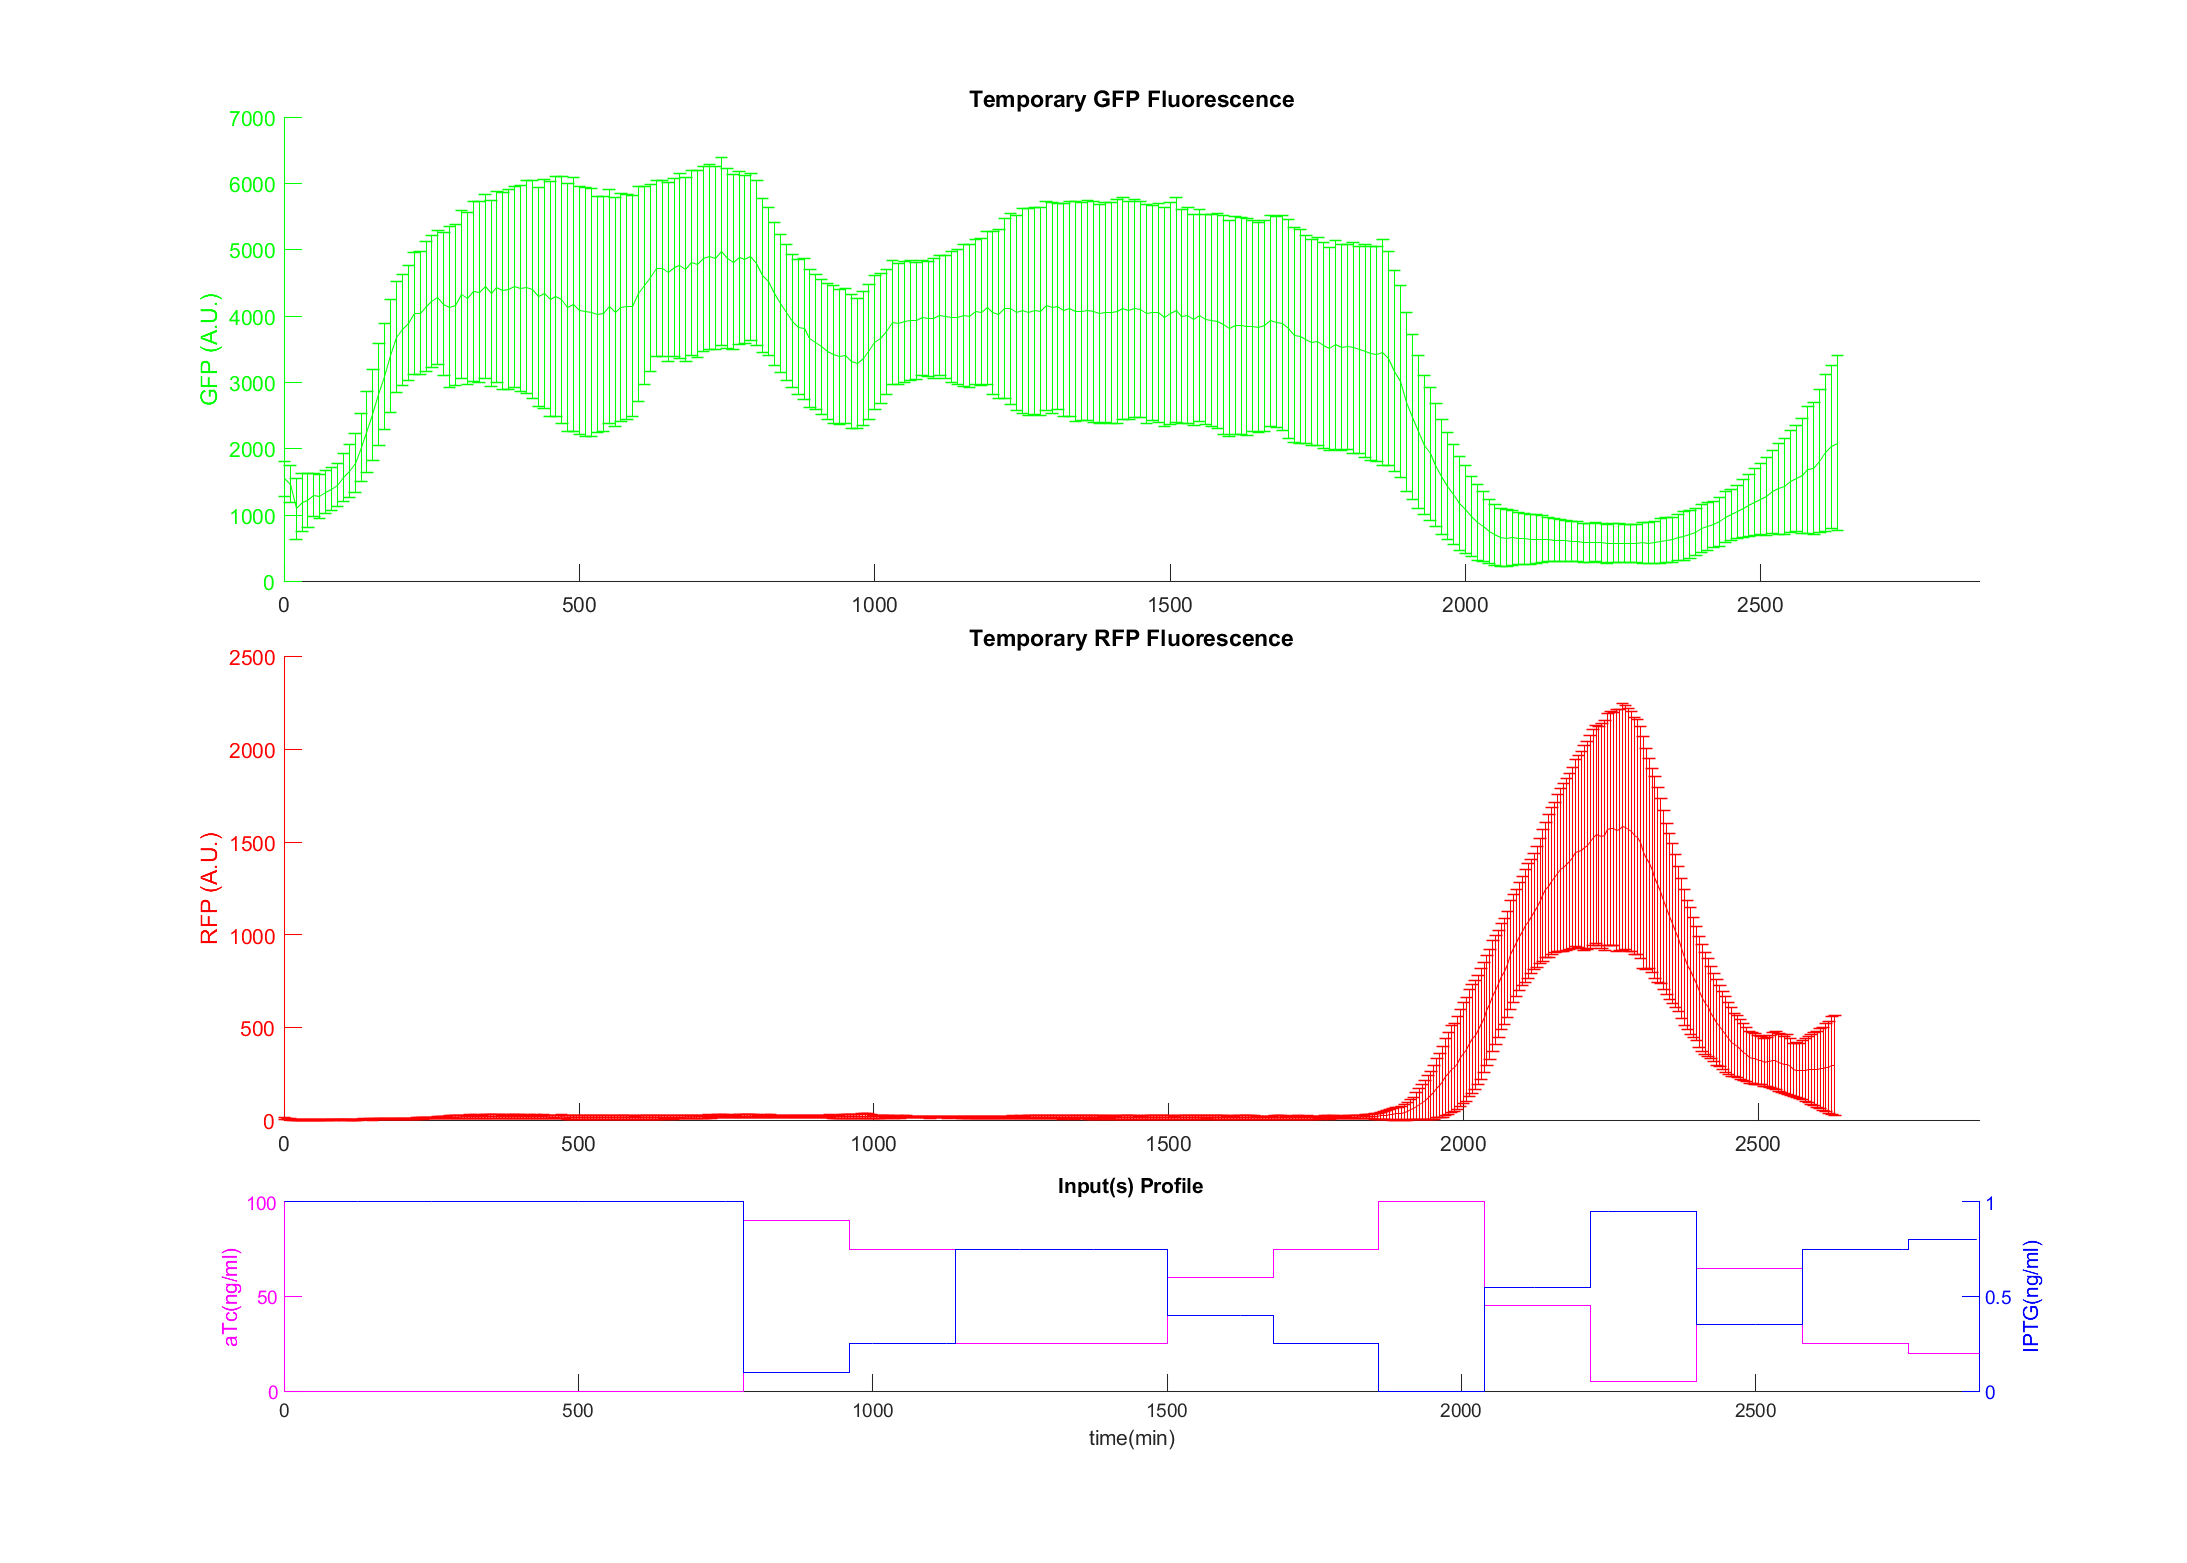 Temporary GFP Fluorescence
7000
6000
5000
4000
3000
2000
1000
0
GFP (A.U.)
0 500 1000 1500 2000 2500
Temporary RFP Fluorescence
2500
2000
1500
1000
500
0
RFP (A.U.)
0 500 1000 1500 2000 2500
Input(s) Profile
100
50
0
aTc(ng/ml)
1
0.5
0
IPTG(ng/ml)
0 500 1000 1500 2000 2500
time(min)